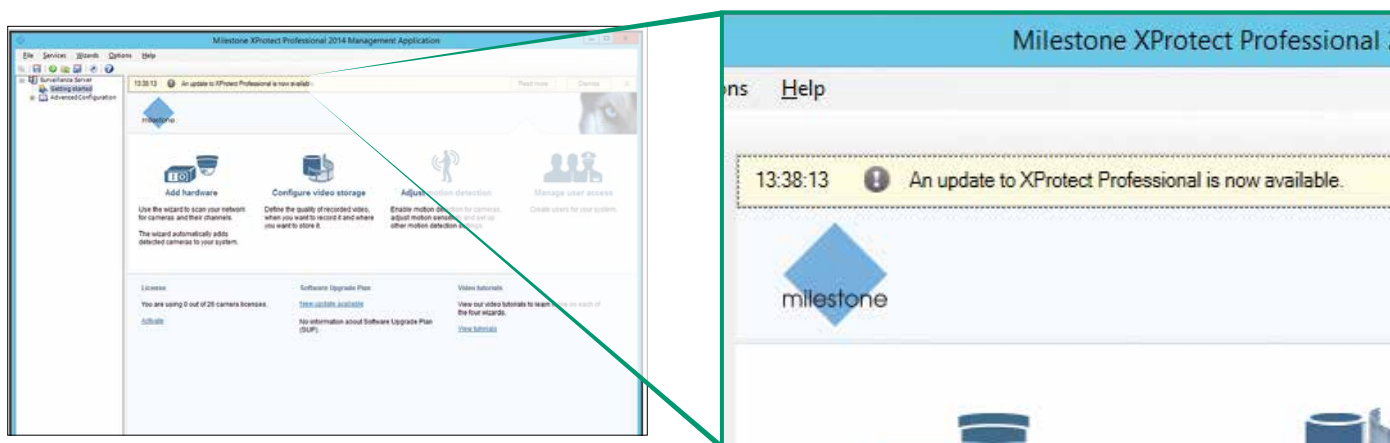 Milestone XProtect Professional 2014 Management Application
File Services Wizards Options Help
Surveillance Server
Getting started
Advanced Configuration
13:38:13 An update to XProtect Professional is now availabl
Read more Dismiss
milestone
Add hardware
Use the wizard to scan your network
for cameras and their channels.
The wizard automatically adds
detected cameras to your system.
Configure video storage
Define the quality of recorded video,
when you want to record it and where
you want to store it.
Adjust motion detection
Enable motion detection for cameras,
adjust motion sensitivity and set up
other motion detection settings.
Manage user access
Create users for your system.
License
You are using 0 out of 26 camera licenses.
Activate
Software Upgrade Plan
New update available
No information about Software Upgrade Plan
(SUP).
Video tutorials
View our video tutorials to learn more on each of
the four wizards.
View tutorials
Milestone XProtect Professional
ons Help
13:38:13 An update to XProtect Professional is now available.
milestone